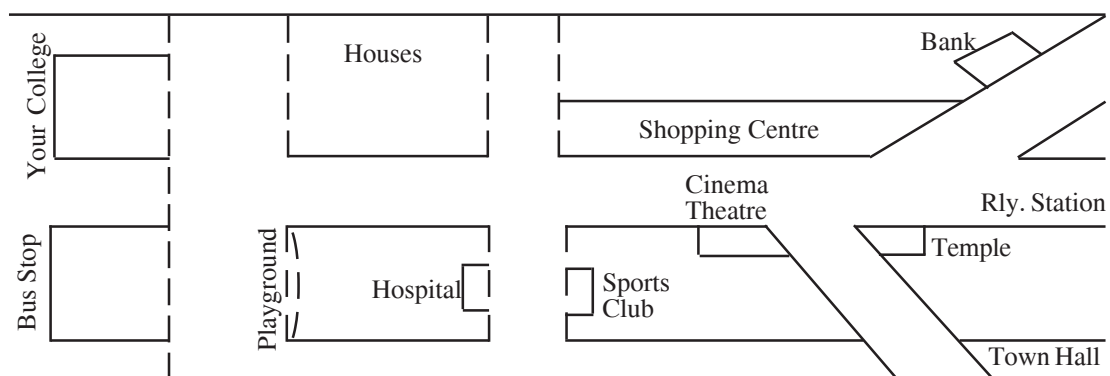 Your College
Houses
Bank
Shopping Centre
Cinema
Theatre
Rly. Station
Bus Stop
Playground
Hospital
Sports
Club
Temple
Town Hall